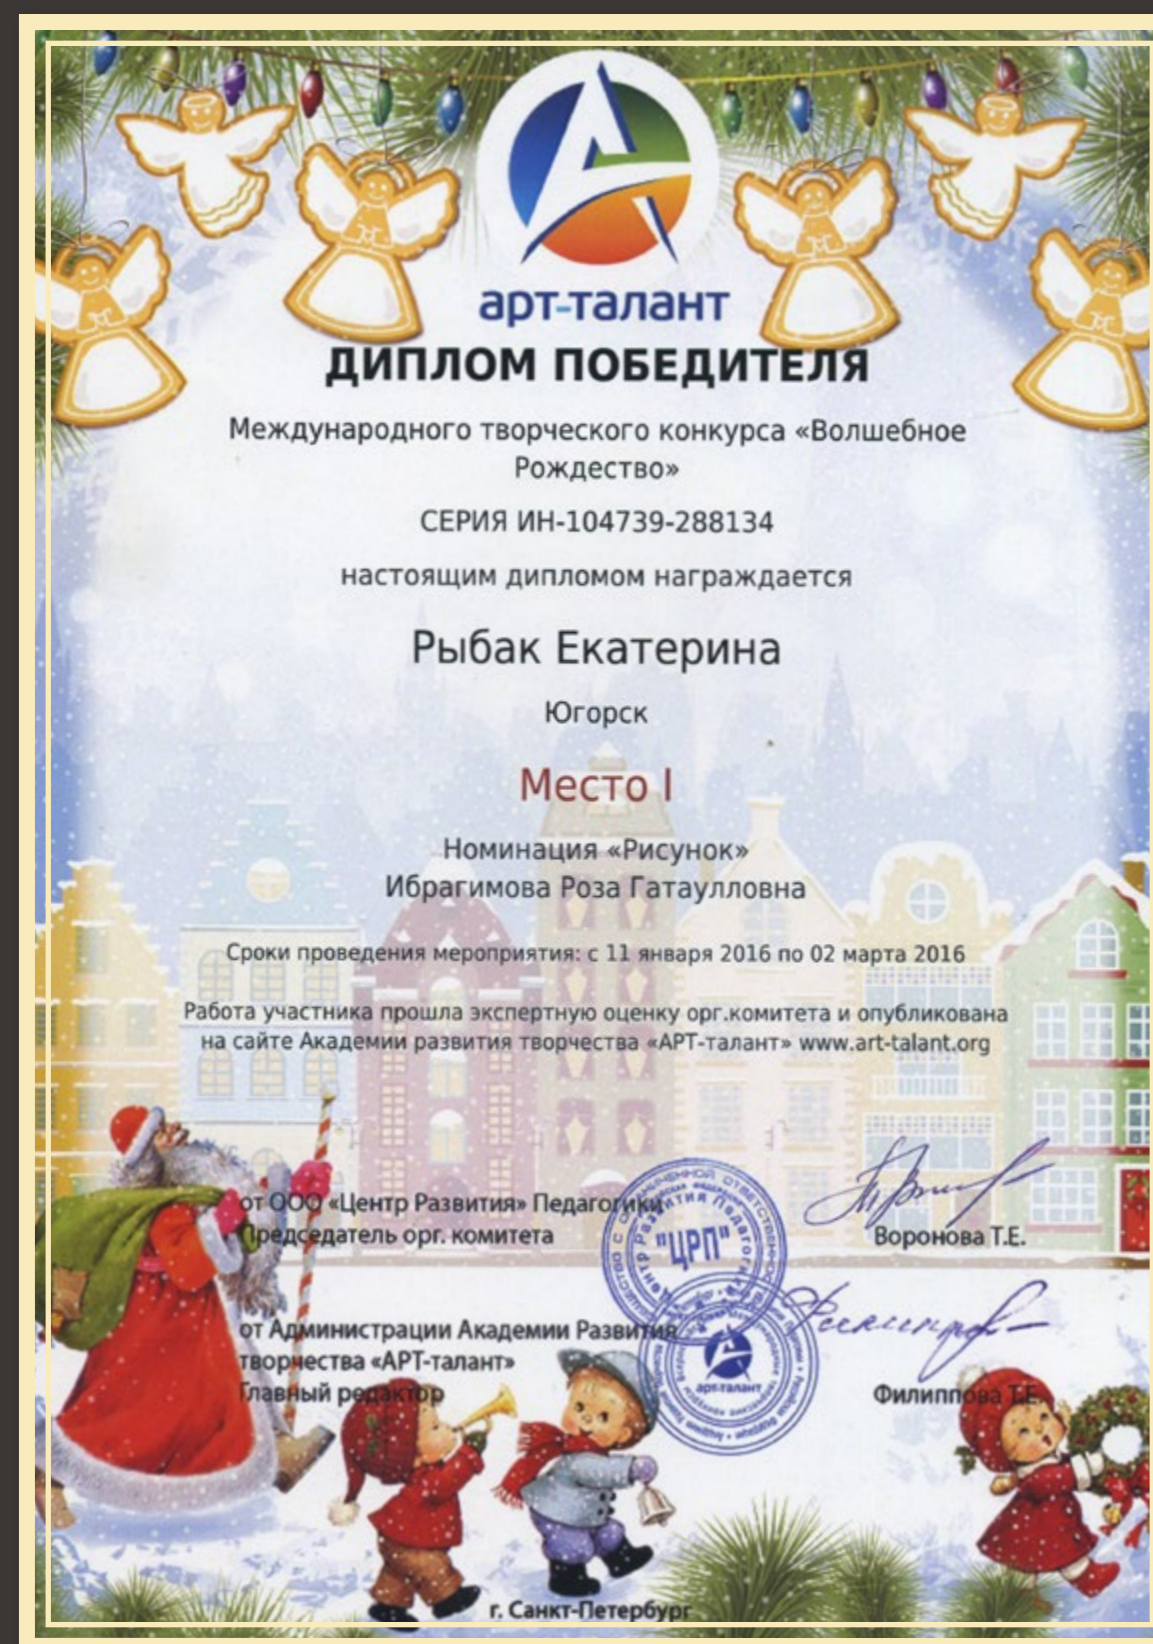 арт-талант
ДИПЛОМ ПОБЕДИТЕЛЯ
Международного творческого конкурса «Волшебное
Рождество»
СЕРИЯ ИН-104739-288134
настоящим дипломом награждается
Рыбак Екатерина
Югорск
Место I
Номинация «Рисунок»
Ибрагимова Роза Гатаулловна
Сроки проведения мероприятия: с 11 января 2016 по 02 марта 2016
Работа участника прошла экспертную оценку орг.комитета и опубликована
на сайте Академии развития творчества «АРТ-талант» www.art-talant.org
от ООО «Центр Развития» Педагогики
Председатель орг. комитета
Воронова Т.Е.
"ЦРП"
от Администрации Академии Развития
творчества «АРТ-талант»
Главный редактор
арт-талант
Филиппова Т.Е.
г. Санкт-Петербург